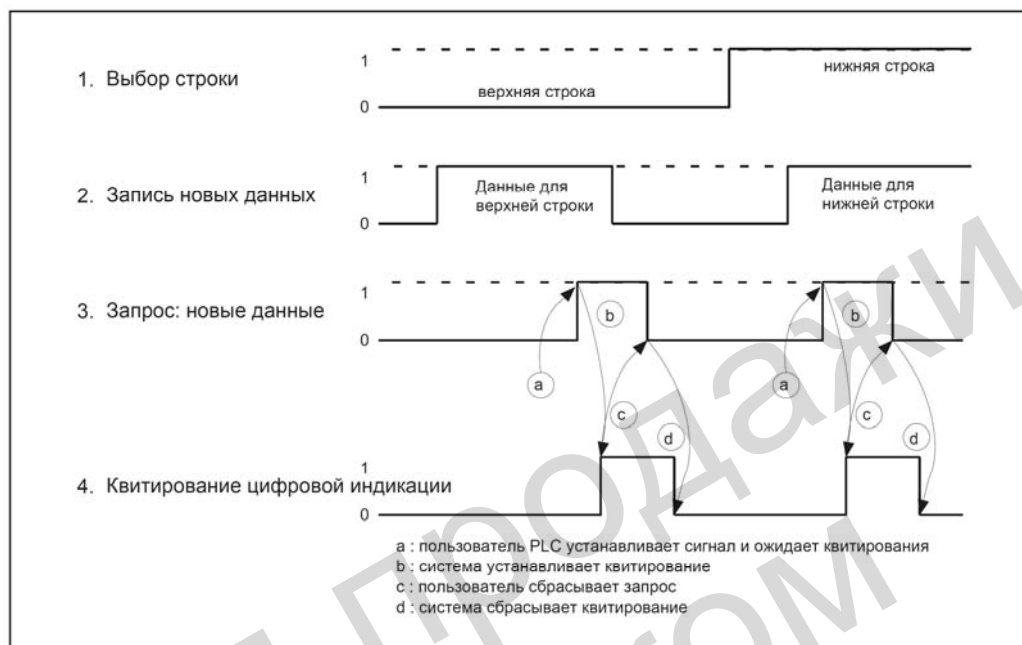 1. Выбор строки
1
0
верхняя строка
нижняя строка
2. Запись новых данных
1
0
Данные для
верхней строки
Данные для
нижней строки
3. Запрос: новые данные
1
0
b
b
a
a
c
c
d
d
4. Квитирование цифровой индикации
1
0
a : пользователь PLC устанавливает сигнал и ожидает квитирования
b : система устанавливает квитирование
c : пользователь сбрасывает запрос
d : система сбрасывает квитирование
продажи